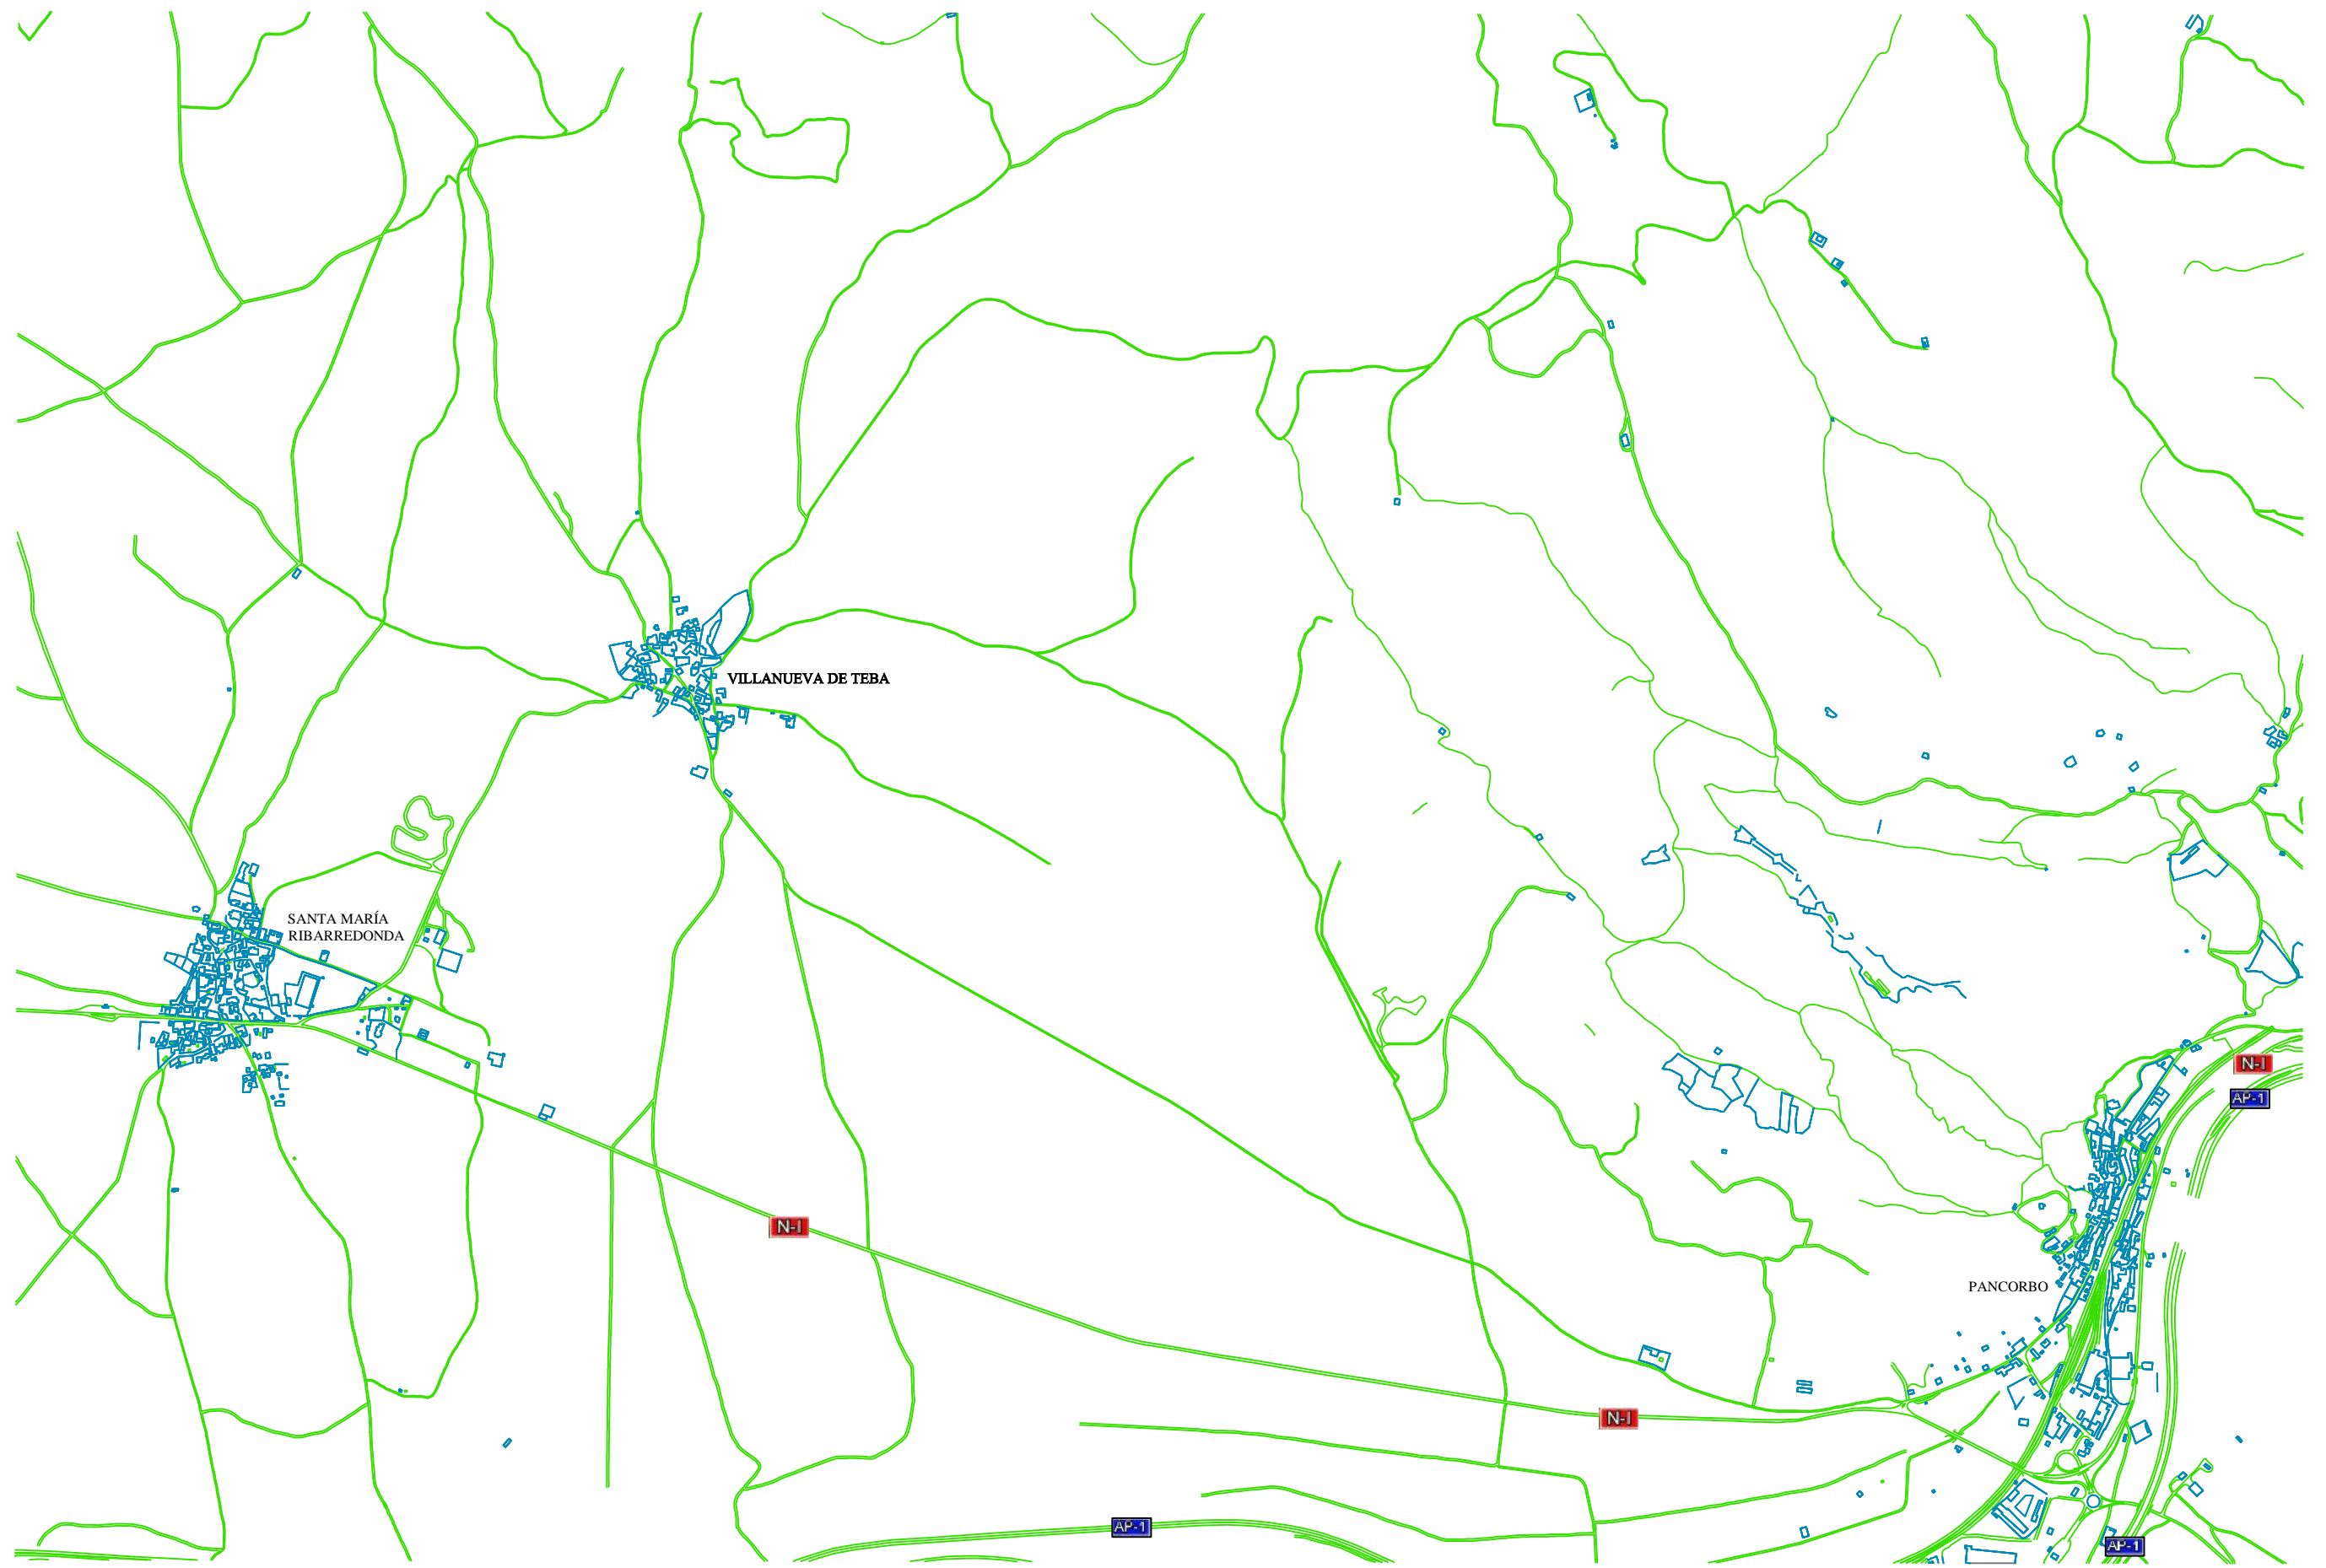 VILLANUEVA DE TEBA
SANTA MARÍA
RIBARREDONDA
N-I
AP-1
N-I
PANCORBO
N-I
AP-1
AP-1